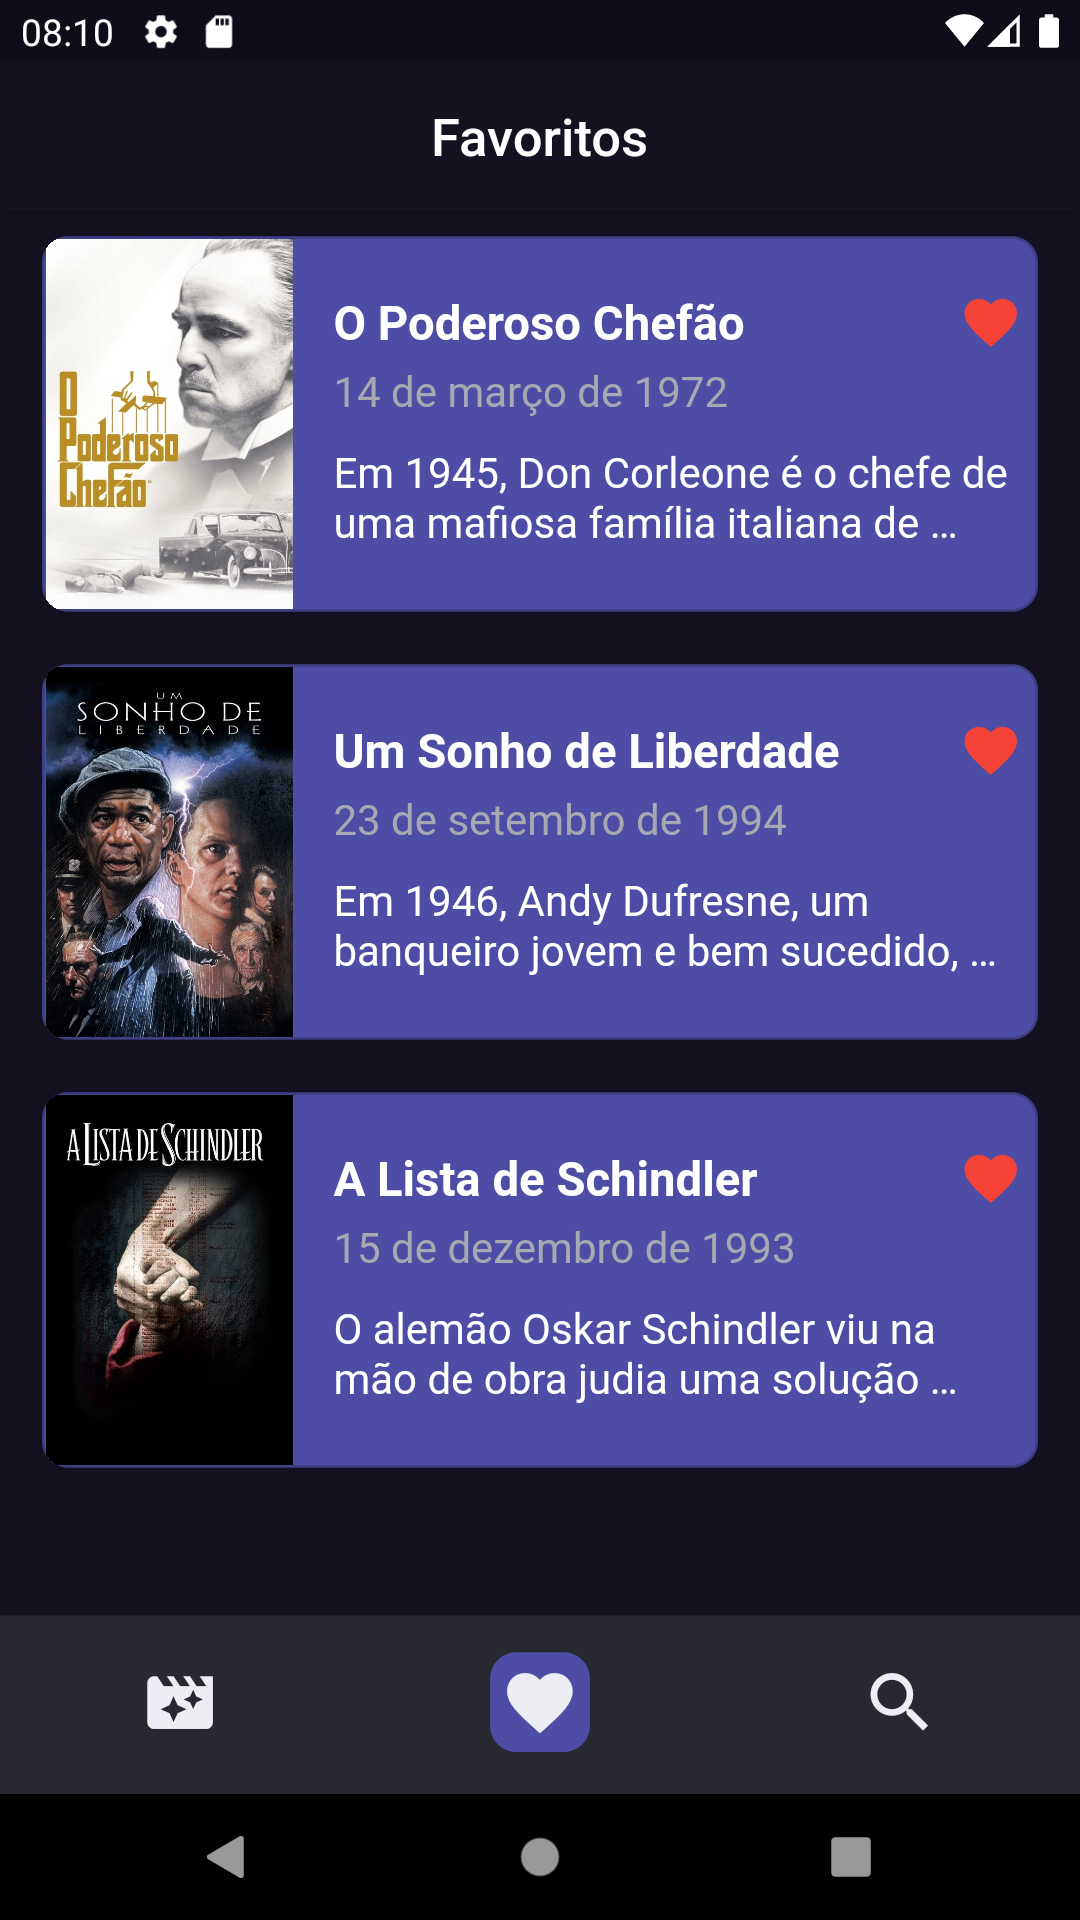 08:10
Favoritos
O
Poderoso
Chefão
O Poderoso Chefão
14 de março de 1972
Em 1945, Don Corleone é o chefe de
uma mafiosa família italiana de ...
UM
SONHO DE
LIBERDADE
Um Sonho de Liberdade
23 de setembro de 1994
Em 1946, Andy Dufresne, um
banqueiro jovem e bem sucedido, ...
A LISTA DE SCHINDLER
A Lista de Schindler
15 de dezembro de 1993
O alemão Oskar Schindler viu na
mão de obra judia uma solução ...